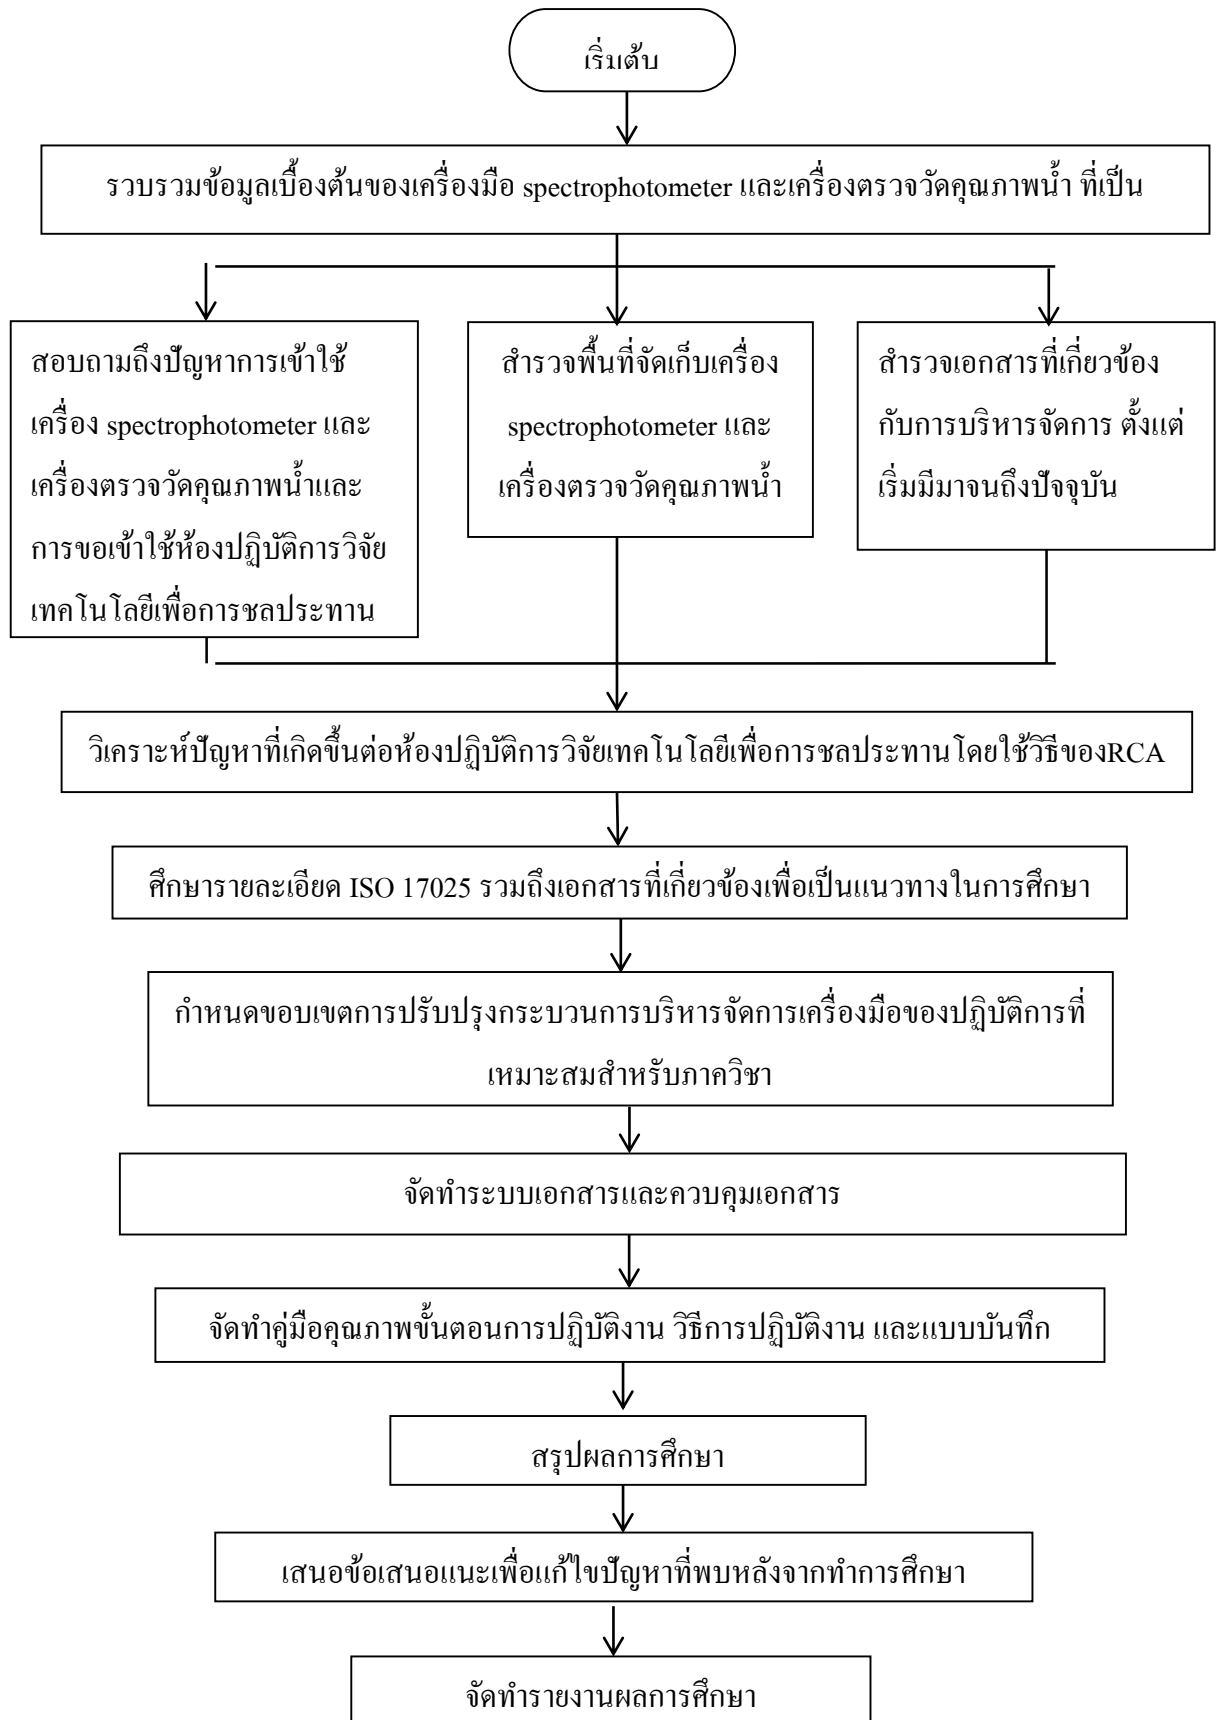 เริ่มต้น
รวบรวมข้อมูลเบื้องต้นของเครื่องมือ spectrophotometer และเครื่องตรวจวัดคุณภาพน้ำ ที่เป็น
สอบถามถึงปัญหาการเข้าใช้
เครื่อง spectrophotometer และ
เครื่องตรวจวัดคุณภาพน้ำและ
การขอเข้าใช้ห้องปฏิบัติการวิจัย
เทคโนโลยีเพื่อการชลประทาน
สำรวจพื้นที่จัดเก็บเครื่อง
spectrophotometer และ
เครื่องตรวจวัดคุณภาพน้ำ
สำรวจเอกสารที่เกี่ยวข้อง
กับการบริหารจัดการ ตั้งแต่
เริ่มมีมาจนถึงปัจจุบัน
วิเคราะห์ปัญหาที่เกิดขึ้นต่อห้องปฏิบัติการวิจัยเทคโนโลยีเพื่อการชลประทานโดยใช้วิธีของRCA
ศึกษารายละเอียด ISO 17025 รวมถึงเอกสารที่เกี่ยวข้องเพื่อเป็นแนวทางในการศึกษา
กำหนดขอบเขตการปรับปรุงกระบวนการบริหารจัดการเครื่องมือของปฏิบัติการที่
เหมาะสมสำหรับภาควิชา
จัดทำระบบเอกสารและควบคุมเอกสาร
จัดทำคู่มือคุณภาพขั้นตอนการปฏิบัติงาน วิธีการปฏิบัติงาน และแบบบันทึก
สรุปผลการศึกษา
เสนอข้อเสนอแนะเพื่อแก้ไขปัญหาที่พบหลังจากทำการศึกษา
จัดทำรายงานผลการศึกษา